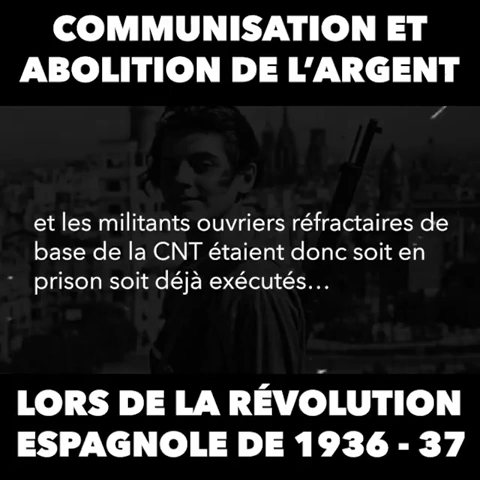 COMMUNISATION ET
ABOLITION DE L’ARGENT
et les militants ouvriers réfractaires de
base de la CNT étaient donc soit en
prison soit déjà exécutés...
LORS DE LA RÉVOLUTION
ESPAGNOLE DE 1936 - 37